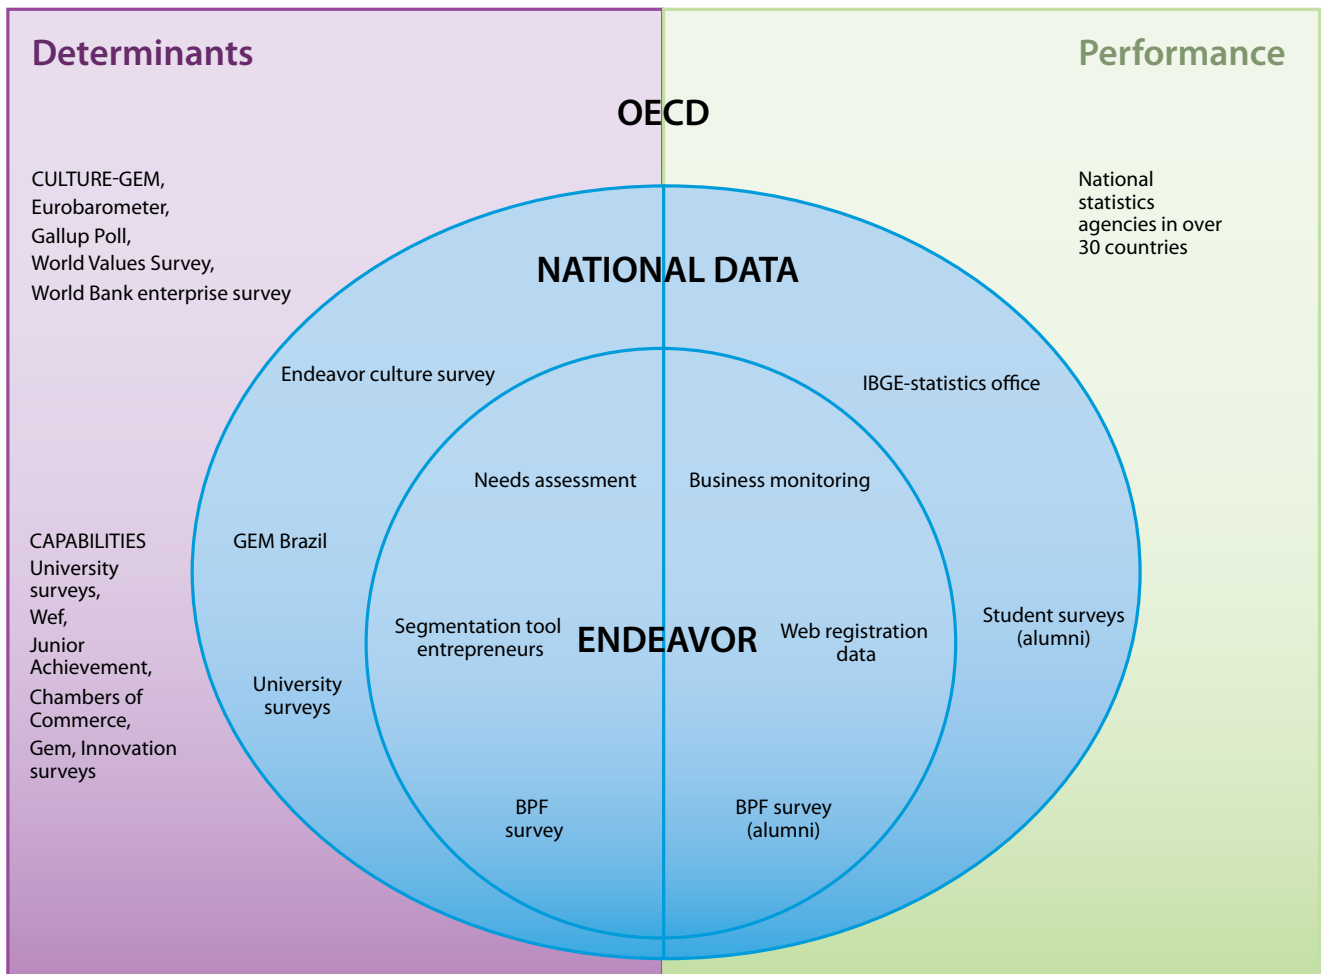 Determinants
Performance
OECD
CULTURE-GEM,
Eurobarometer,
Gallup Poll,
World Values Survey,
World Bank enterprise survey
National
statistics
agencies in over
30 countries
NATIONAL DATA
Endeavor culture survey
IBGE-statistics office
Needs assessment
Business monitoring
CAPABILITIES
University
surveys,
Wef,
Junior
Achievement,
Chambers of
Commerce,
Gem, Innovation
surveys
GEM Brazil
University
surveys
Segmentation tool
entrepreneurs
ENDEAVOR
Web registration
data
Student surveys
(alumni)
BPF
survey
BPF survey
(alumni)